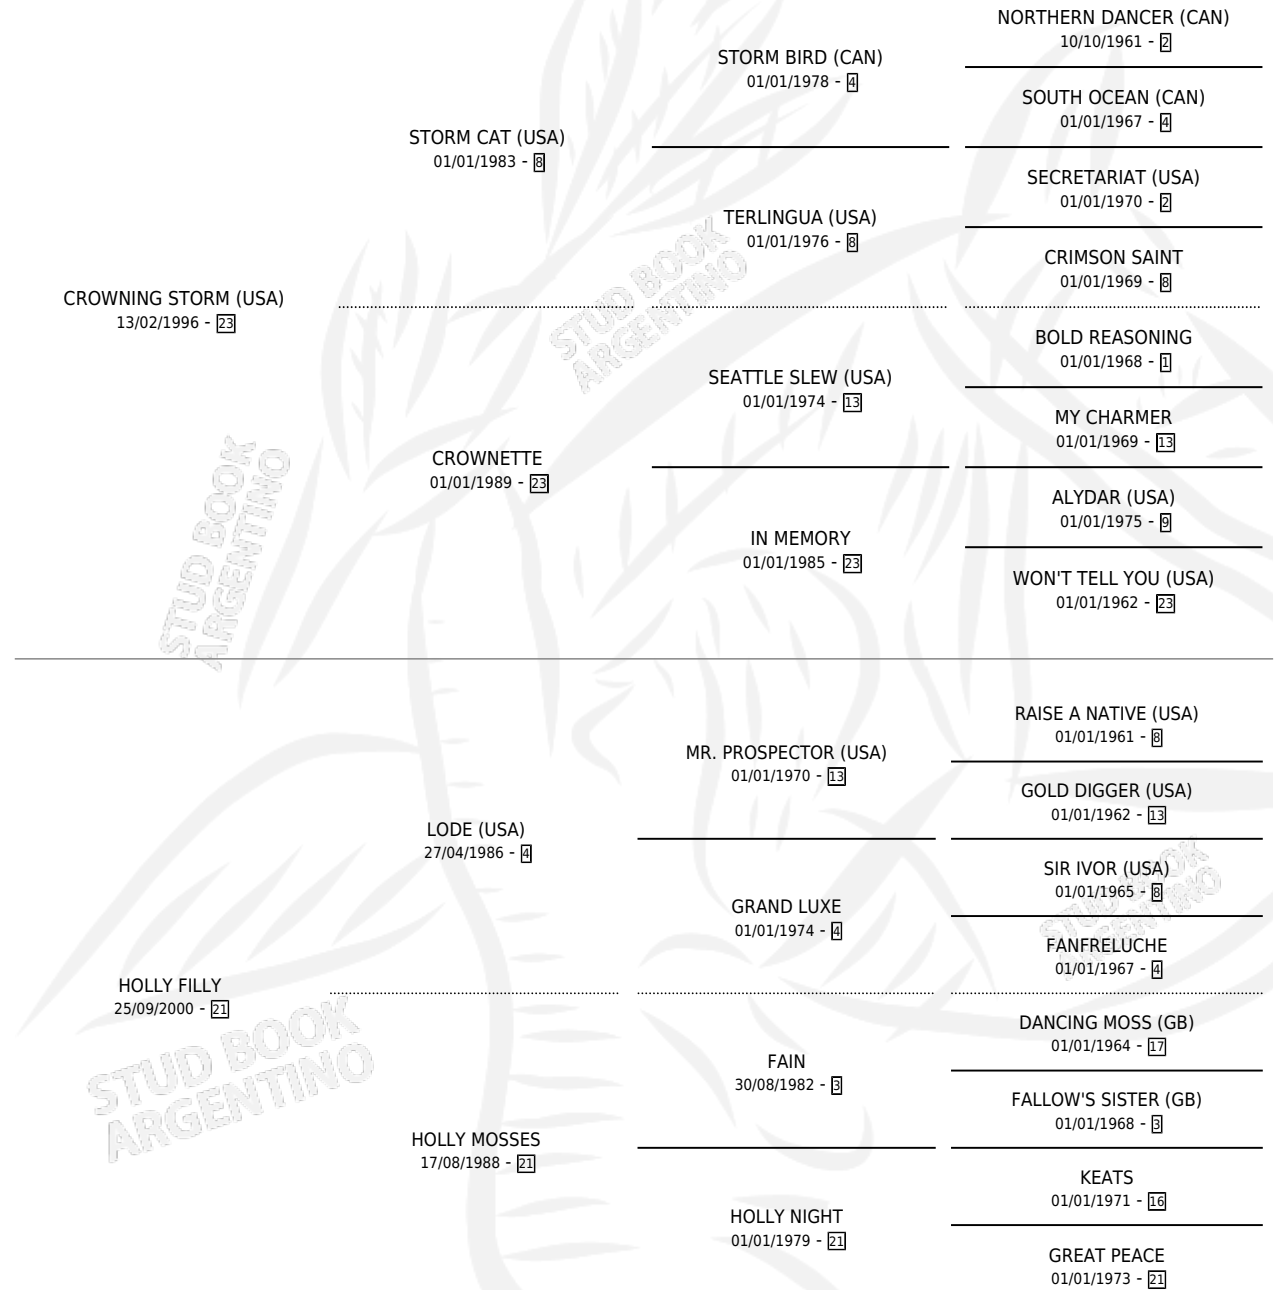 NORTHERN DANCER (CAN)
10/10/1961 - 2
STORM BIRD (CAN)
01/01/1978 - 4
SOUTH OCEAN (CAN)
01/01/1967 - 4
STORM CAT (USA)
01/01/1983 - 8
SECRETARIAT (USA)
01/01/1970 - 2
TERLINGUA (USA)
01/01/1976 - 8
CRIMSON SAINT
01/01/1969 - 8
CROWNING STORM (USA)
13/02/1996 - 23
BOLD REASONING
01/01/1968 - 1
SEATTLE SLEW (USA)
01/01/1974 - 13
MY CHARMER
01/01/1969 - 13
CROWNETTE
01/01/1989 - 23
ALYDAR (USA)
01/01/1975 - 9
IN MEMORY
01/01/1985 - 23
WON'T TELL YOU (USA)
01/01/1962 - 23
RAISE A NATIVE (USA)
01/01/1961 - 8
MR. PROSPECTOR (USA)
01/01/1970 - 13
GOLD DIGGER (USA)
01/01/1962 - 13
LODE (USA)
27/04/1986 - 4
SIR IVOR (USA)
01/01/1965 - 8
GRAND LUXE
01/01/1974 - 4
FANFRELUCHE
01/01/1967 - 4
HOLLY FILLY
25/09/2000 - 21
DANCING MOSS (GB)
01/01/1964 - 17
FAIN
30/08/1982 - 3
FALLOW'S SISTER (GB)
01/01/1968 - 3
HOLLY MOSSES
17/08/1988 - 21
KEATS
01/01/1971 - 16
HOLLY NIGHT
01/01/1979 - 21
GREAT PEACE
01/01/1973 - 21
STUD BOOK
ARGENTINO
STUD BOOK
ARGENTINO
STUD BOOK
ARGENTINO
STUD BOOK
ARGENTINO